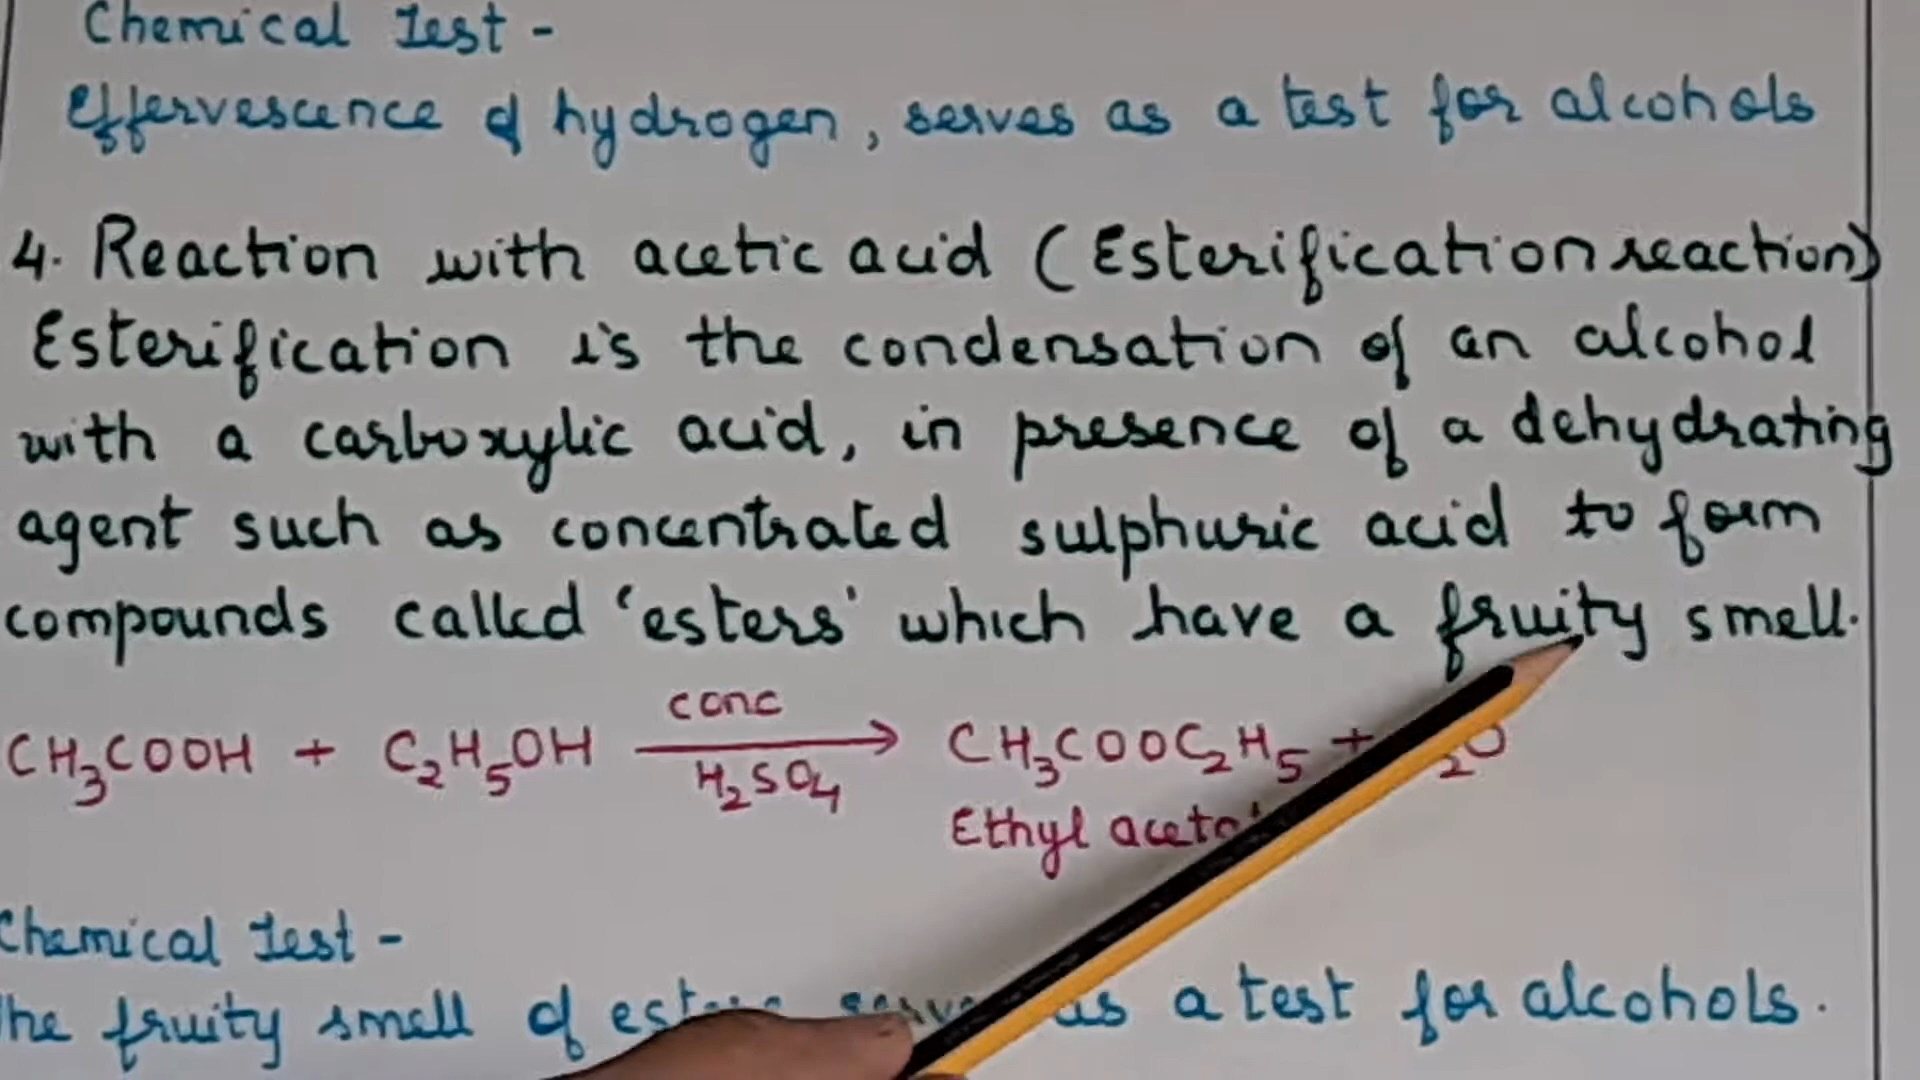 Chemical Test -
Effervescence of hydrogen, serves as a test for alcohols
4. Reaction with acetic acid (Esterification reaction)
Esterification is the condensation of an alcohol
with a carboxylic acid, in presence of a dehydrating
agent such as concentrated sulphuric acid to form
compounds called 'esters' which have a fruity smell.
conc
CH₃COOH + C₂H₅OH → CH₃COOC₂H₅ + ₂O
H₂SO₄
Ethyl
Chemical Test -
The fruity smell of as a test for alcohols.